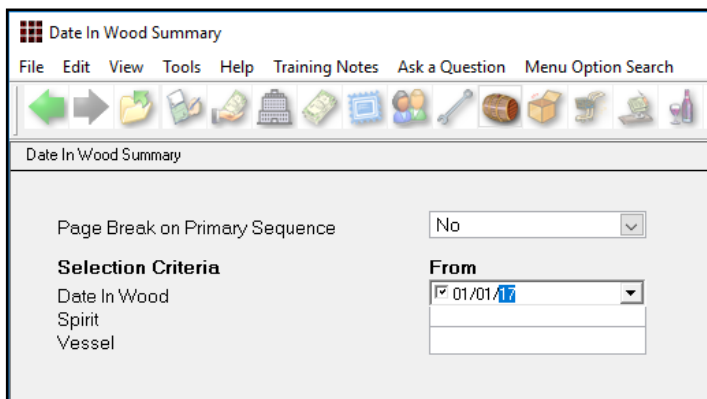 Date In Wood Summary
File Edit View Tools Help Training Notes Ask a Question Menu Option Search
Date In Wood Summary
Page Break on Primary Sequence No
Selection Criteria From
Date In Wood 01/01/17
Spirit
Vessel